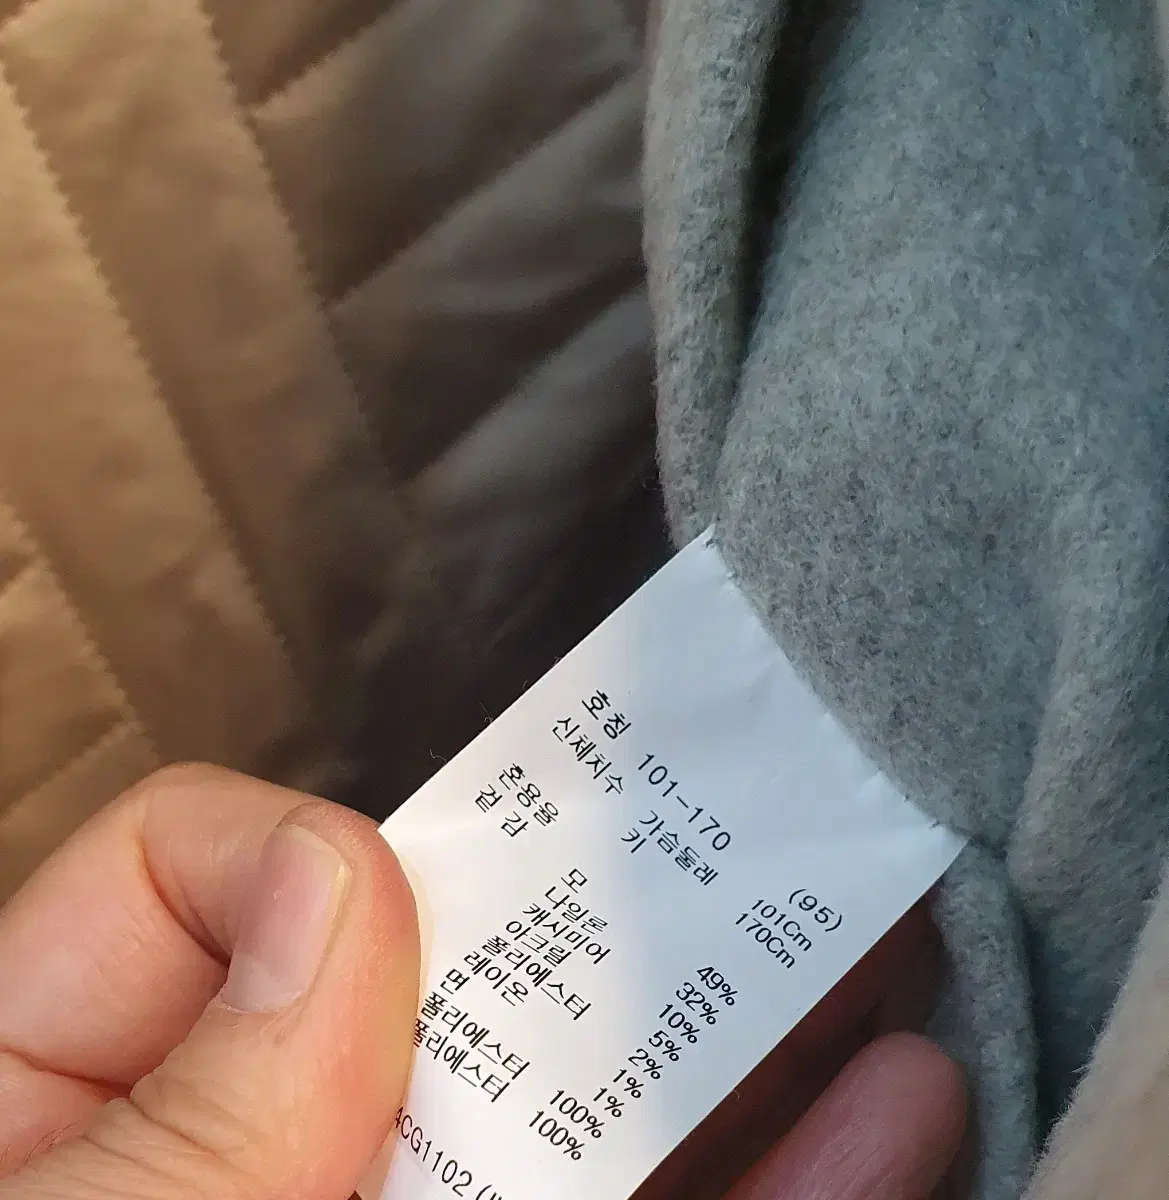 호칭 101-170 (95)
신체치수 가슴둘레 101Cm
키 170Cm
혼용율
겉감
모 49%
나일론 32%
캐시미어 10%
아크릴 5%
폴리에스터 2%
레이온 1%
면 1%
폴리에스터 100%
폴리에스터 100%
ACG1102